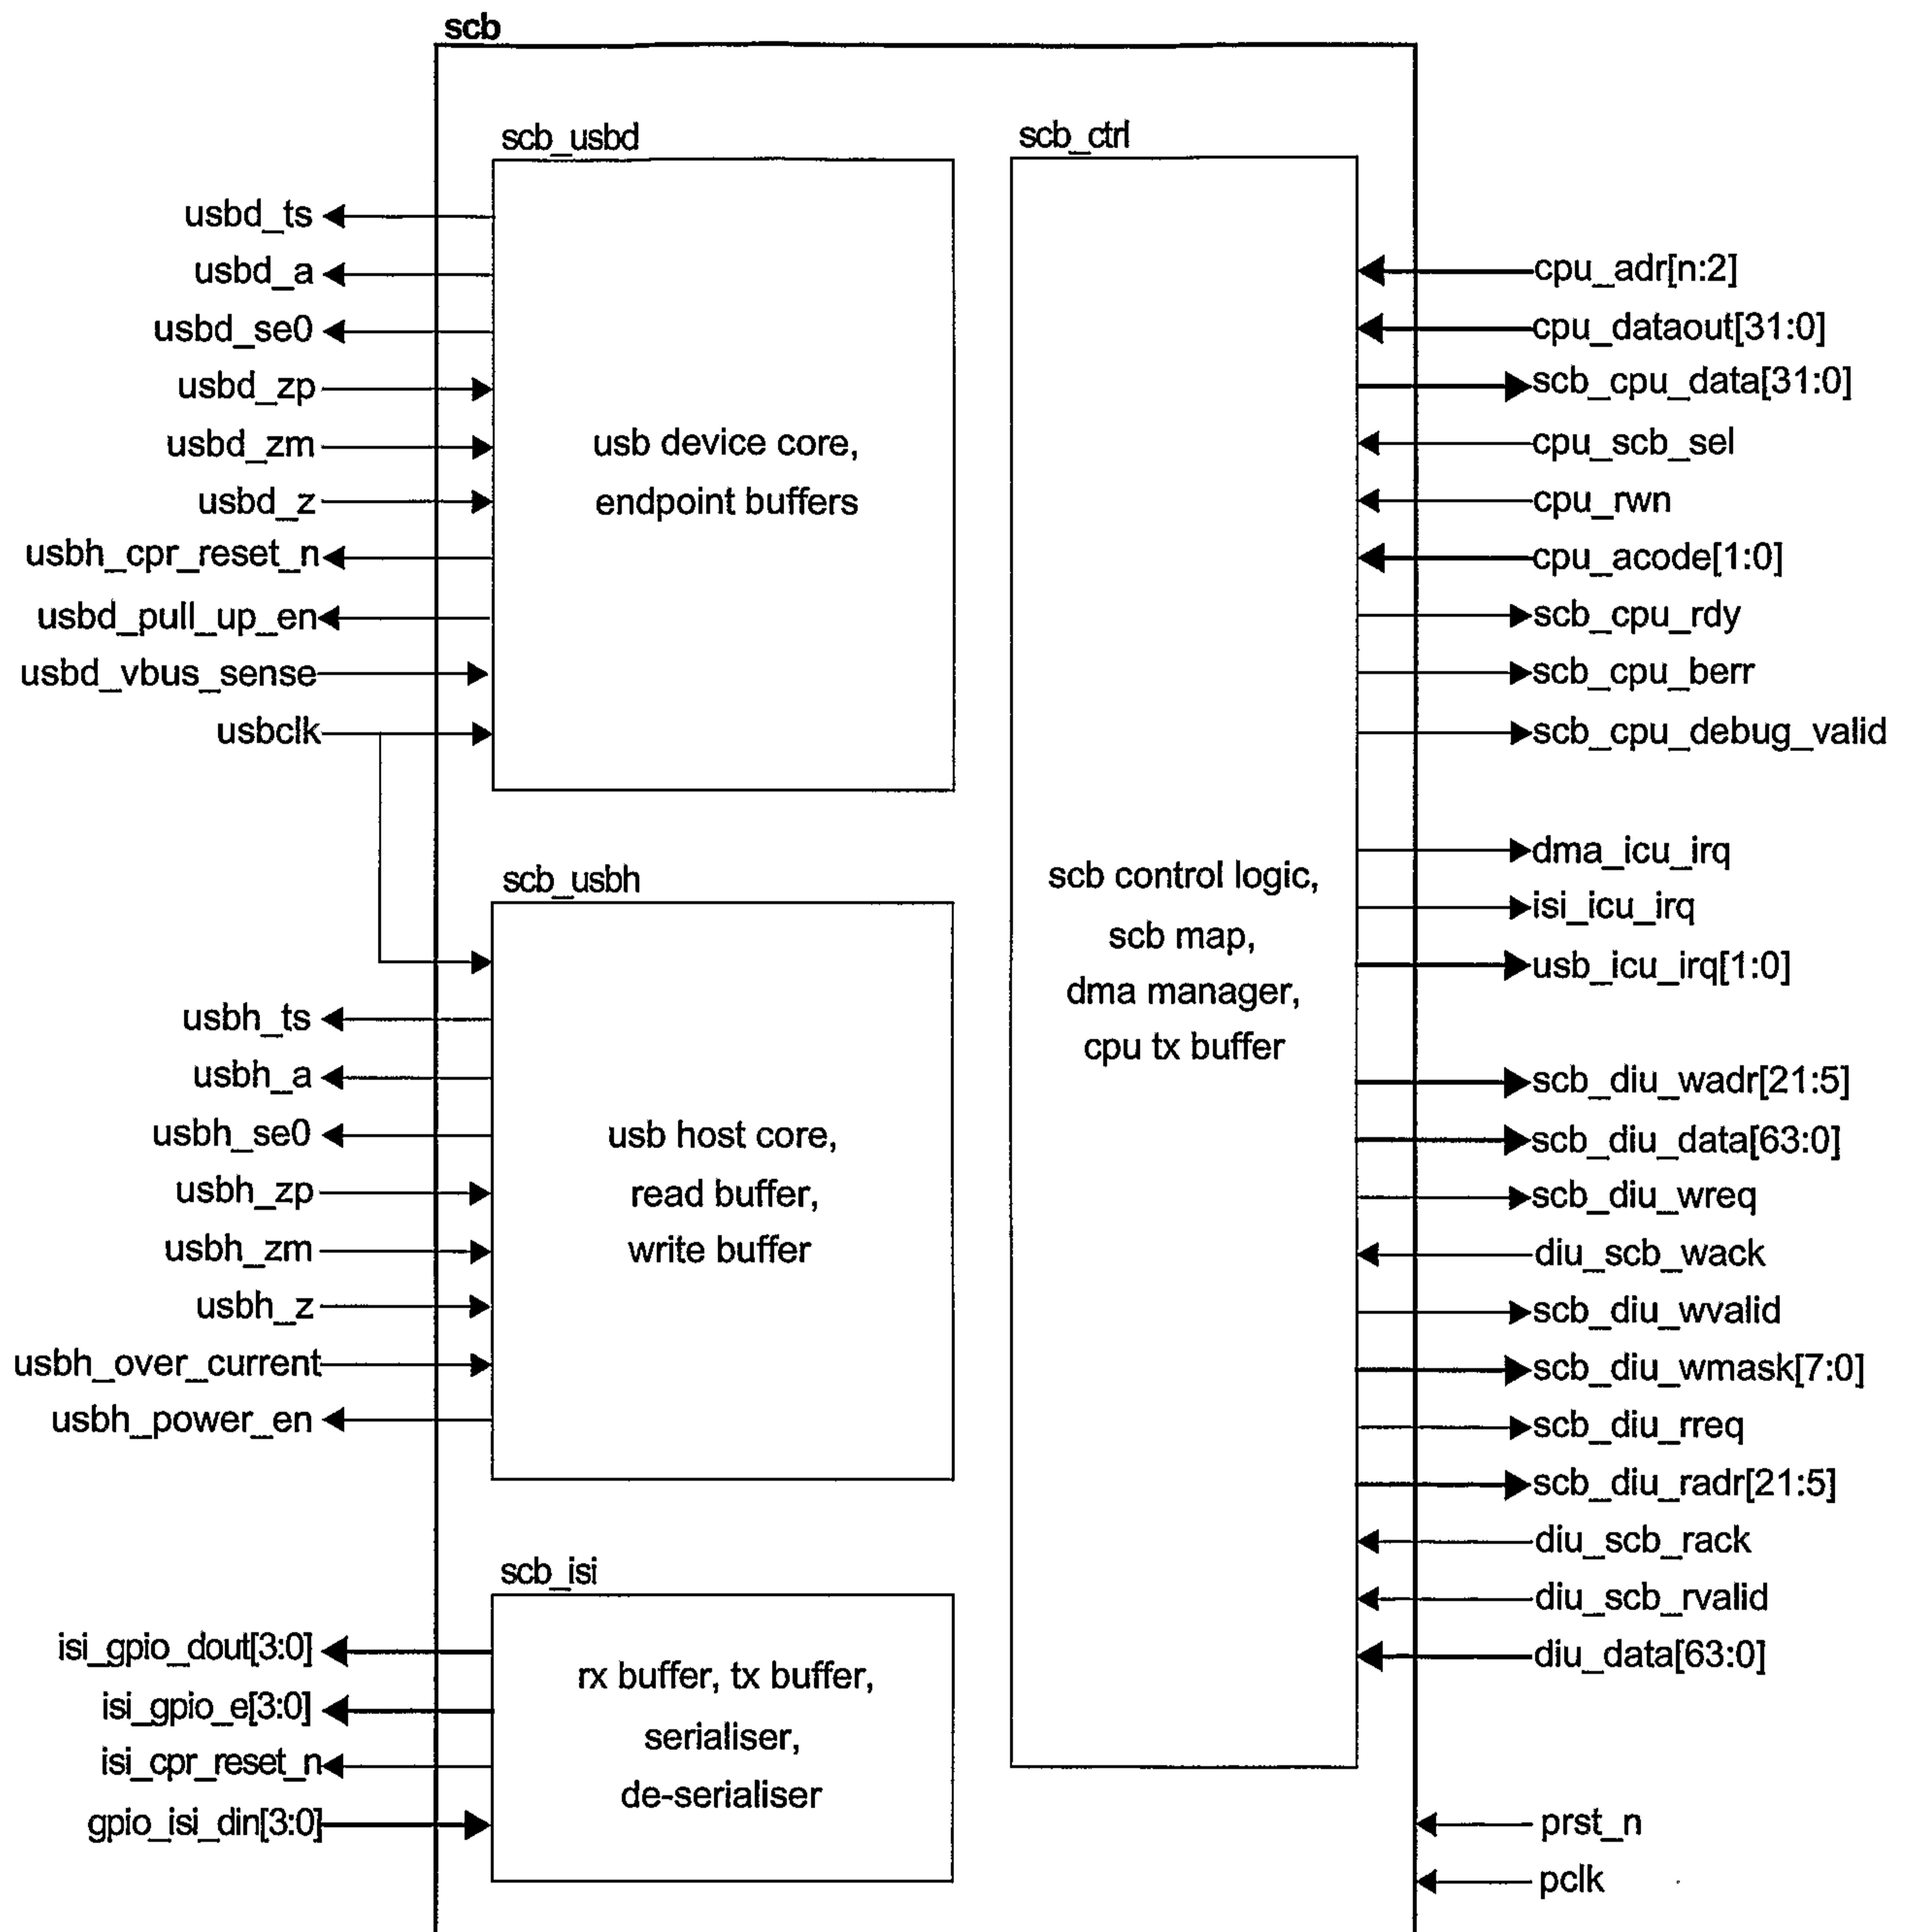 scb
scb_usbd
usbd_ts
usbd_a
usbd_se0
usbd_zp
usbd_zm
usbd_z
usbh_cpr_reset_n
usbd_pull_up_en
usbd_vbus_sense
usbclk
usb device core,
endpoint buffers
scb_usbh
usbh_ts
usbh_a
usbh_se0
usbh_zp
usbh_zm
usbh_z
usbh_over_current
usbh_power_en
usb host core,
read buffer,
write buffer
scb_isi
isi_gpio_dout[3:0]
isi_gpio_e[3:0]
isi_cpr_reset_n
gpio_isi_din[3:0]
rx buffer, tx buffer,
serialiser,
de-serialiser
scb_ctrl
scb control logic,
scb map,
dma manager,
cpu tx buffer
cpu_adr[n:2]
cpu_dataout[31:0]
scb_cpu_data[31:0]
cpu_scb_sel
cpu_rwn
cpu_acode[1:0]
scb_cpu_rdy
scb_cpu_berr
scb_cpu_debug_valid
dma_icu_irq
isi_icu_irq
usb_icu_irq[1:0]
scb_diu_wadr[21:5]
scb_diu_data[63:0]
scb_diu_wreq
diu_scb_wack
scb_diu_wvalid
scb_diu_wmask[7:0]
scb_diu_rreq
scb_diu_radr[21:5]
diu_scb_rack
diu_scb_rvalid
diu_data[63:0]
prst_n
pclk